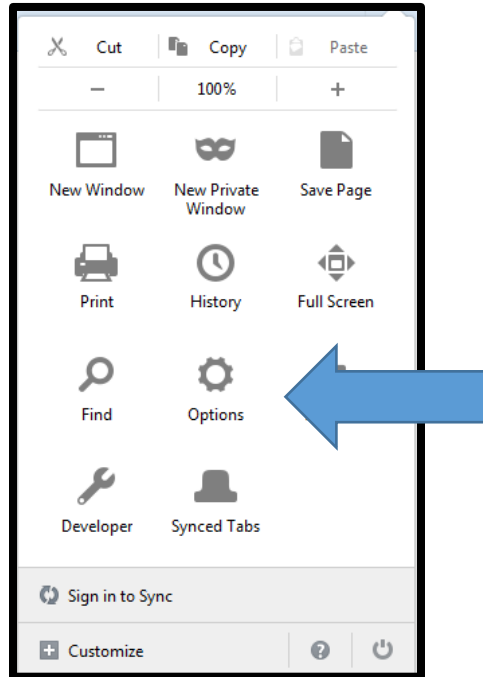 Cut Copy Paste
− 100% +
New Window New Private Save Page
Window
Print History Full Screen
Find Options
Developer Synced Tabs
Sign in to Sync
Customize